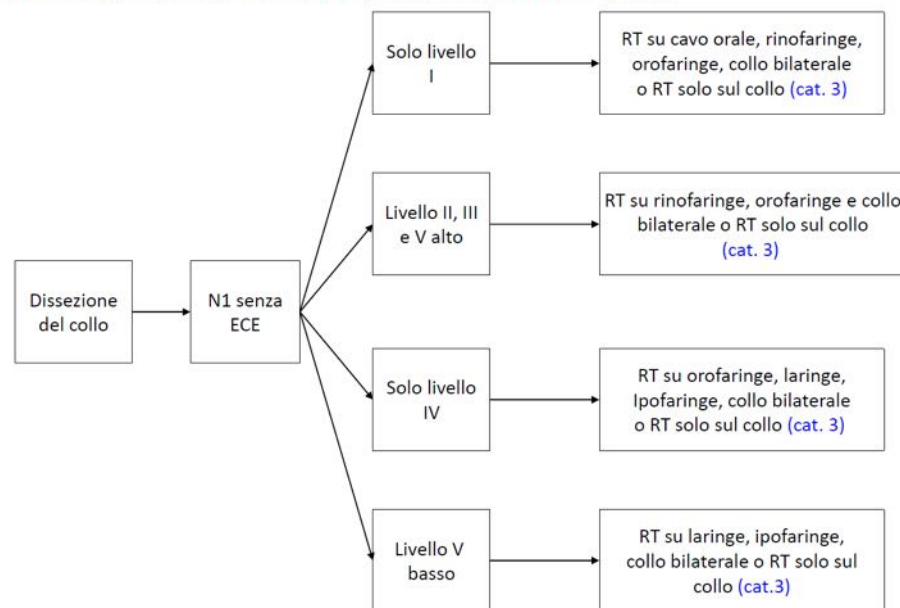 Solo livello
I
RT su cavo orale, rinofaringe,
orofaringe, collo bilaterale
o RT solo sul collo (cat. 3)
Livello II, III
e V alto
RT su rinofaringe, orofaringe e collo
bilaterale o RT solo sul collo
(cat. 3)
Dissezione
del collo
N1 senza
ECE
Solo livello
IV
RT su orofaringe, laringe,
Ipofaringe, collo bilaterale
o RT solo sul collo (cat. 3)
Livello V
basso
RT su laringe, ipofaringe,
collo bilaterale o RT solo sul
collo (cat.3)